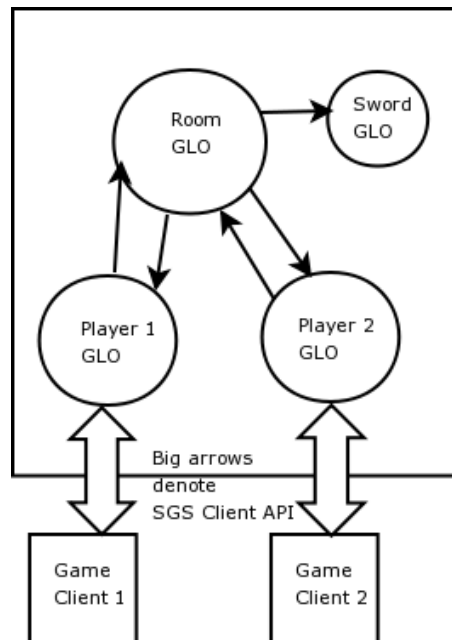 Room
GLO
Sword
GLO
Player 1
GLO
Player 2
GLO
Big arrows
denote
SGS Client API
Game
Client 1
Game
Client 2